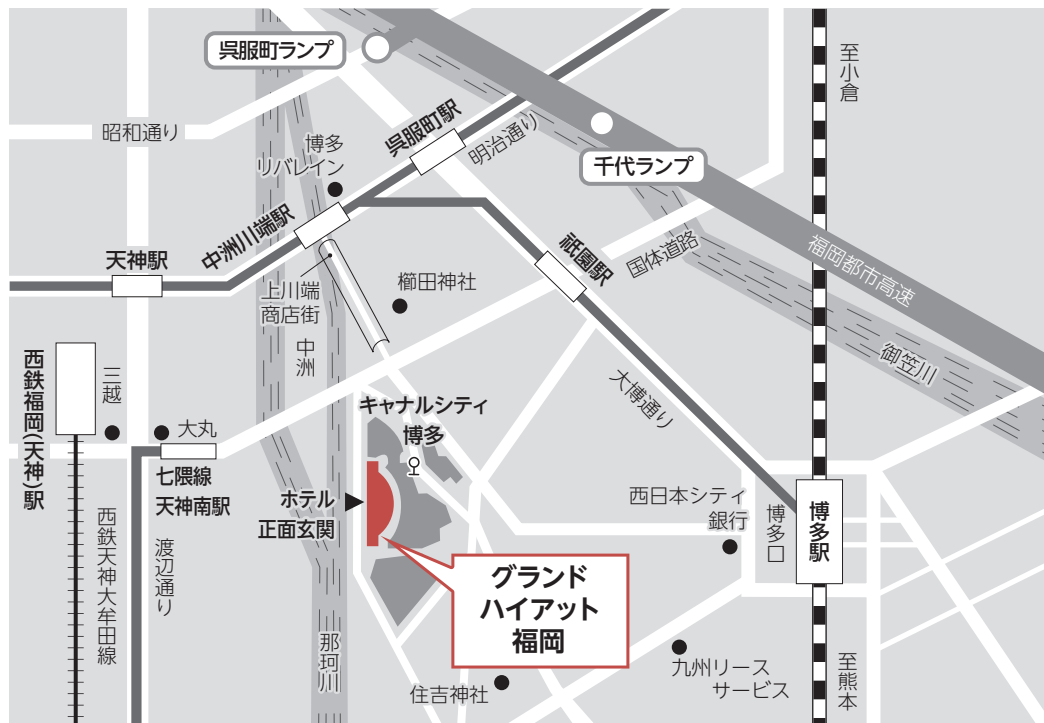 呉服町ランプ
至小倉
昭和通り
博多
リバレイン
呉服町駅
明治通り
千代ランプ
中洲川端駅
天神駅
祇園駅
国体道路
福岡都市高速
上川端
商店街
櫛田神社
中洲
御笠川
西鉄福岡(天神)駅
三越
大丸
大博通り
キャナルシティ
博多
七隈線
天神南駅
ホテル
正面玄関
西日本シティ
銀行
博多口
博多駅
西鉄天神大牟田線
渡辺通り
グランド
ハイアット
福岡
那珂川
住吉神社
九州リース
サービス
至熊本